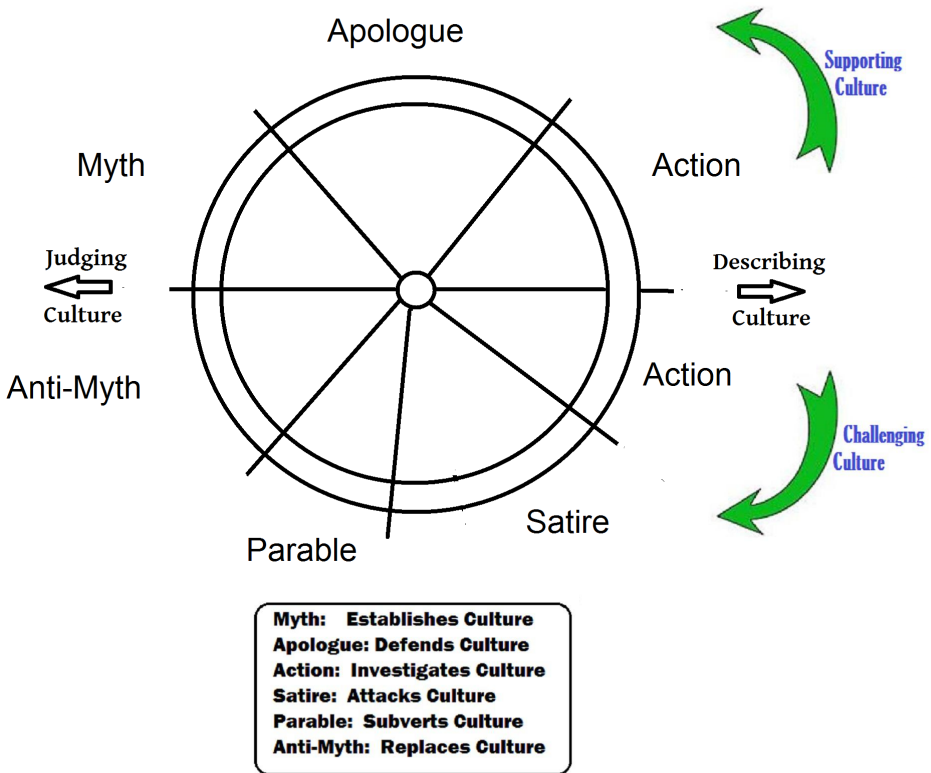 Apologue
Supporting
Culture
Myth
Action
Judging
Culture
Describing
Culture
Anti-Myth
Action
Challenging
Culture
Satire
Parable
Myth: Establishes Culture
Apologue: Defends Culture
Action: Investigates Culture
Satire: Attacks Culture
Parable: Subverts Culture
Anti-Myth: Replaces Culture